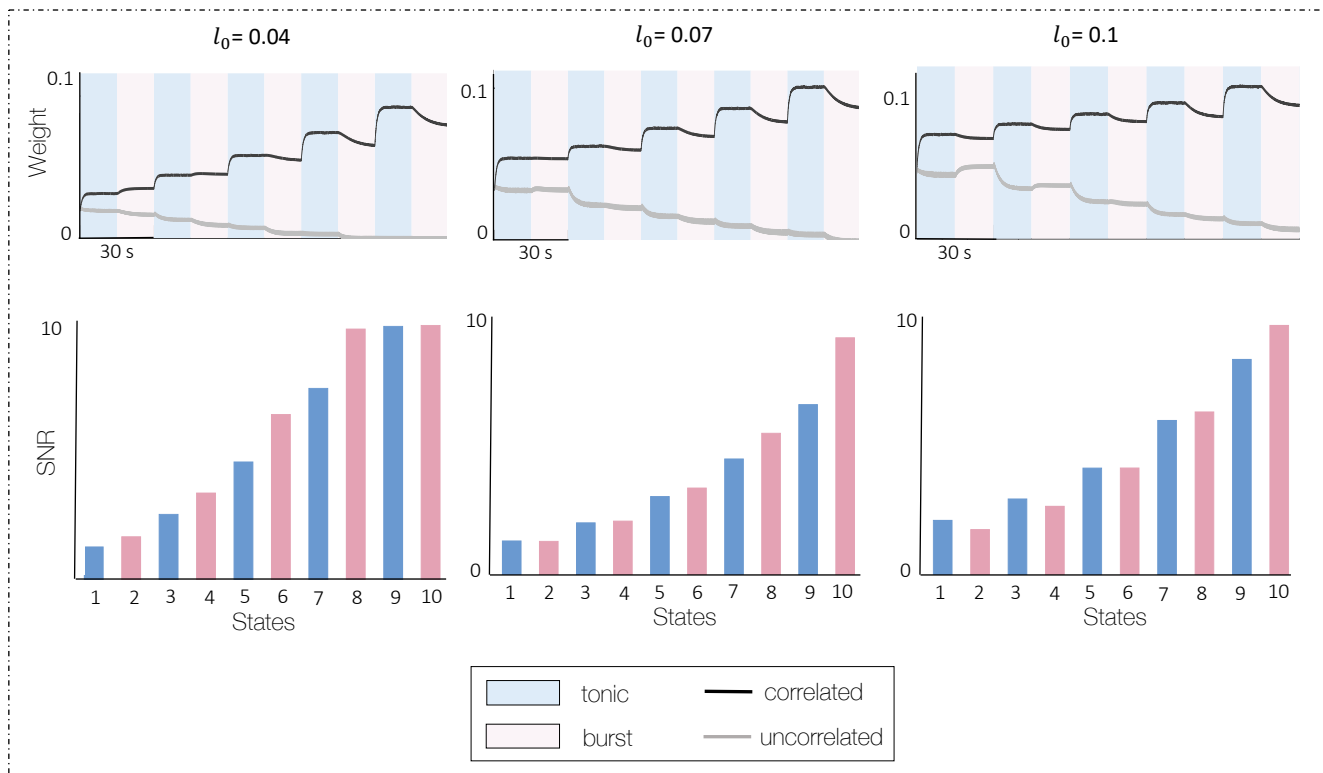 l₀= 0.04
l₀= 0.07
l₀= 0.1
0.1
Weight
0
30 s
0.1
0
30 s
0.1
0
30 s
10
SNR
1 2 3 4 5 6 7 8 9 10
States
10
0
1 2 3 4 5 6 7 8 9 10
States
10
0
1 2 3 4 5 6 7 8 9 10
States
tonic
correlated
burst
uncorrelated